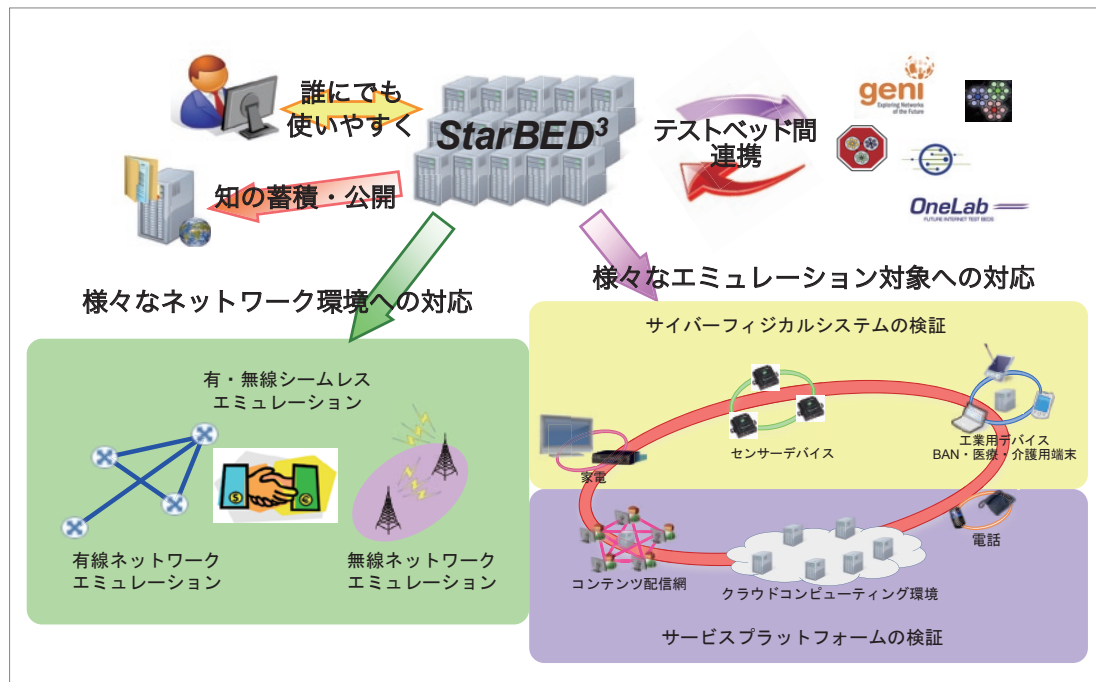 誰にでも
使いやすく
StarBED³
テストベッド間
連携
geni
Exploring Networks
of the Future
OneLab
FUTURE INTERNET TEST BEDS
知の蓄積・公開
様々なネットワーク環境への対応
様々なエミュレーション対象への対応
有・無線シームレス
エミュレーション
有線ネットワーク
エミュレーション
無線ネットワーク
エミュレーション
サイバーフィジカルシステムの検証
センサーデバイス
工業用デバイス
BAN・医療・介護用端末
家電
電話
コンテンツ配信網
クラウドコンピューティング環境
サービスプラットフォームの検証